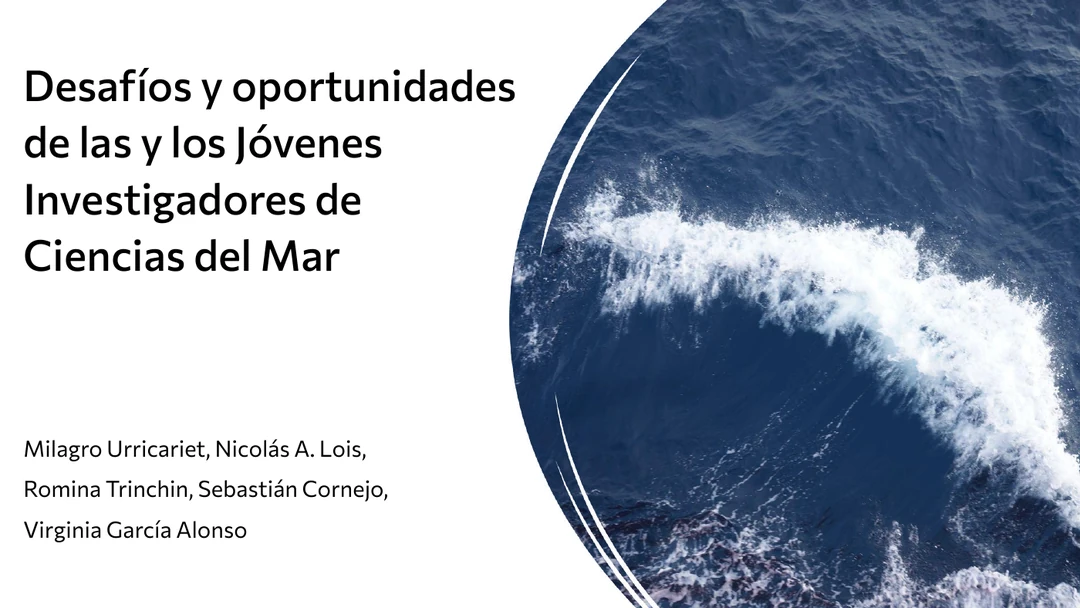 Desafíos y oportunidades
de las y los Jóvenes
Investigadores de
Ciencias del Mar
Milagro Urricariet, Nicolás A. Lois,
Romina Trinchin, Sebastián Cornejo,
Virginia García Alonso